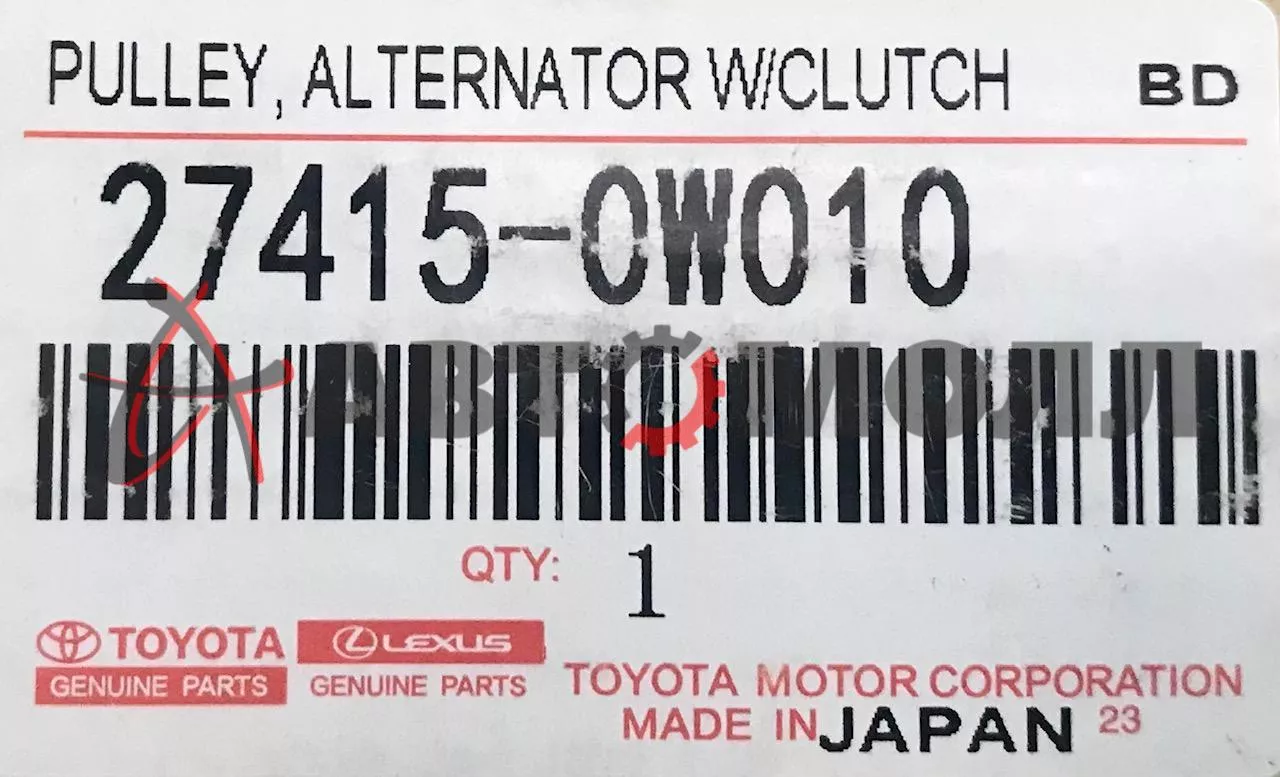 PULLEY, ALTERNATOR W/CLUTCH BD
27415-0W010
АВТОМОЛЛ
QTY: 1
TOYOTA LEXUS
GENUINE PARTS GENUINE PARTS
TOYOTA MOTOR CORPORATION
MADE IN JAPAN 23